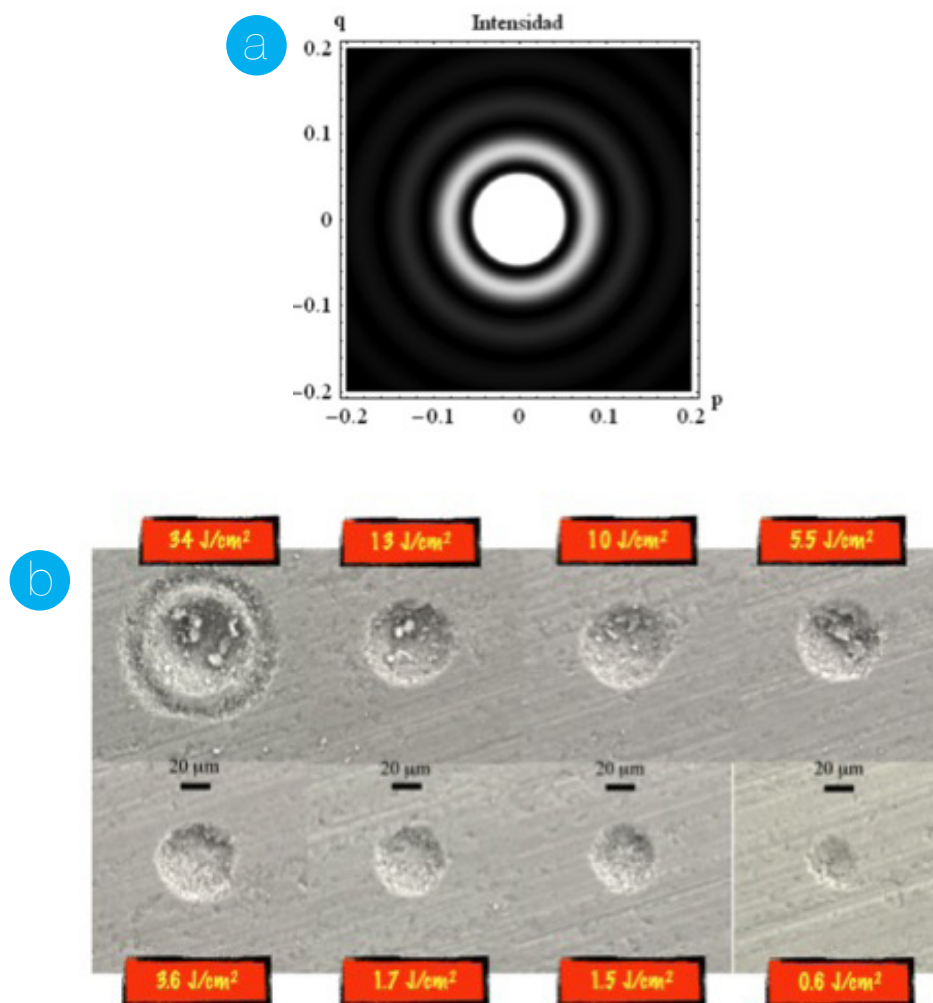 a
q
Intensidad
0.2
0.1
0
−0.1
−0.2
−0.2
−0.1
0
0.1
0.2
p
b
34 J/cm²
13 J/cm²
10 J/cm²
5.5 J/cm²
20 μm
20 μm
20 μm
20 μm
3.6 J/cm²
1.7 J/cm²
1.5 J/cm²
0.6 J/cm²